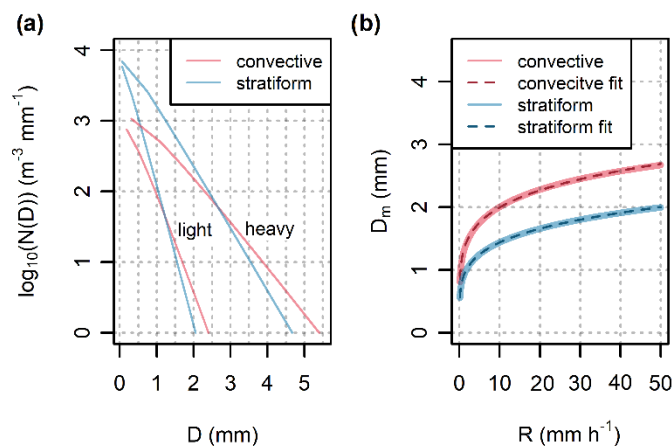 (a)
convective
stratiform
light
heavy
4
3
2
1
0
log10(N(D)) (m⁻³ mm⁻¹)
0 1 2 3 4 5
D (mm)
(b)
convective
convecitve fit
stratiform
stratiform fit
4
3
2
1
0
Dm (mm)
0 10 20 30 40 50
R (mm h⁻¹)